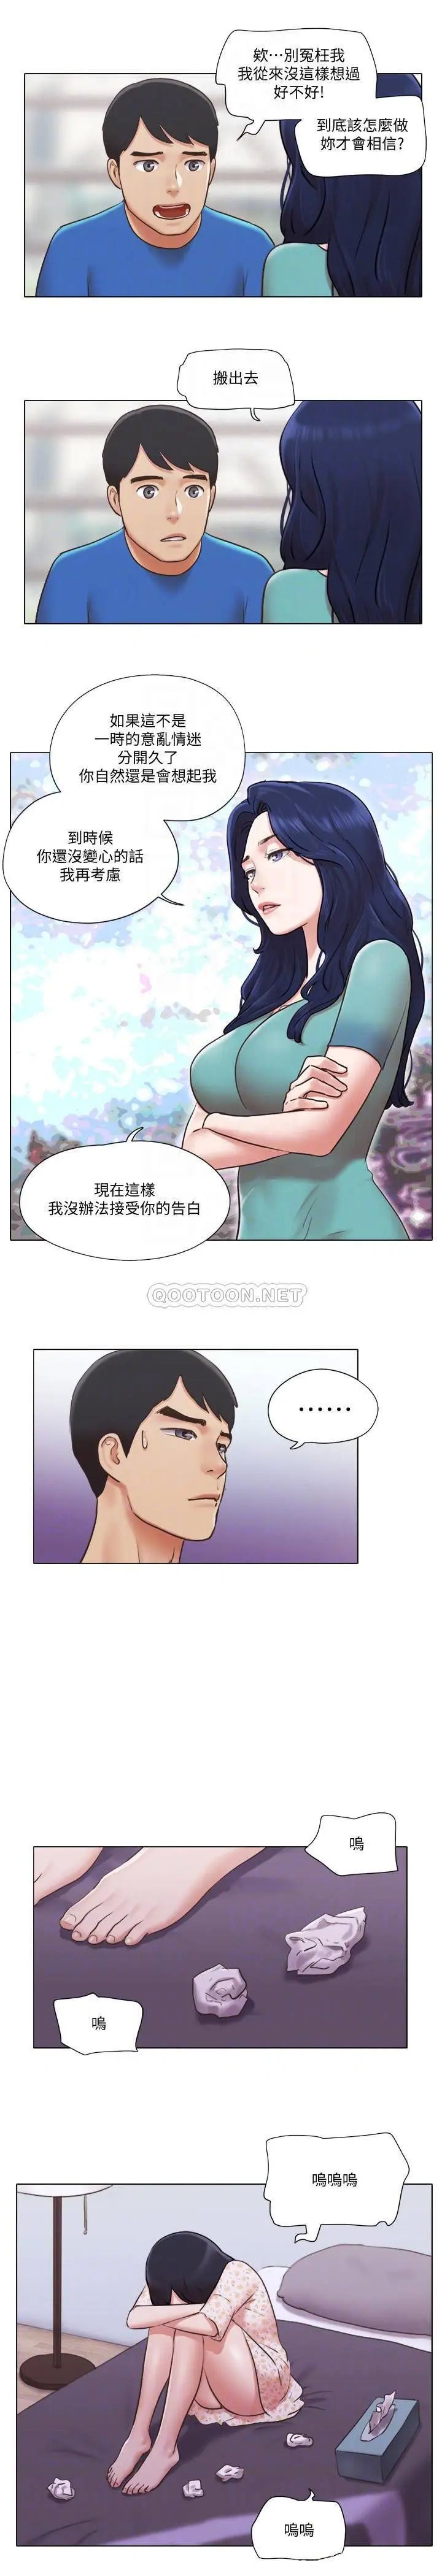 欸…別冤枉我
我從來沒這樣想過
好不好!
到底該怎麼做
妳才會相信?
搬出去
如果這不是
一時的意亂情迷
分開久了
你自然還是會想起我
到時候
你還沒變心的話
我再考慮
現在這樣
我沒辦法接受你的告白
QOOTOON.NET
⋯⋯
嗚
嗚
嗚嗚嗚
嗚嗚